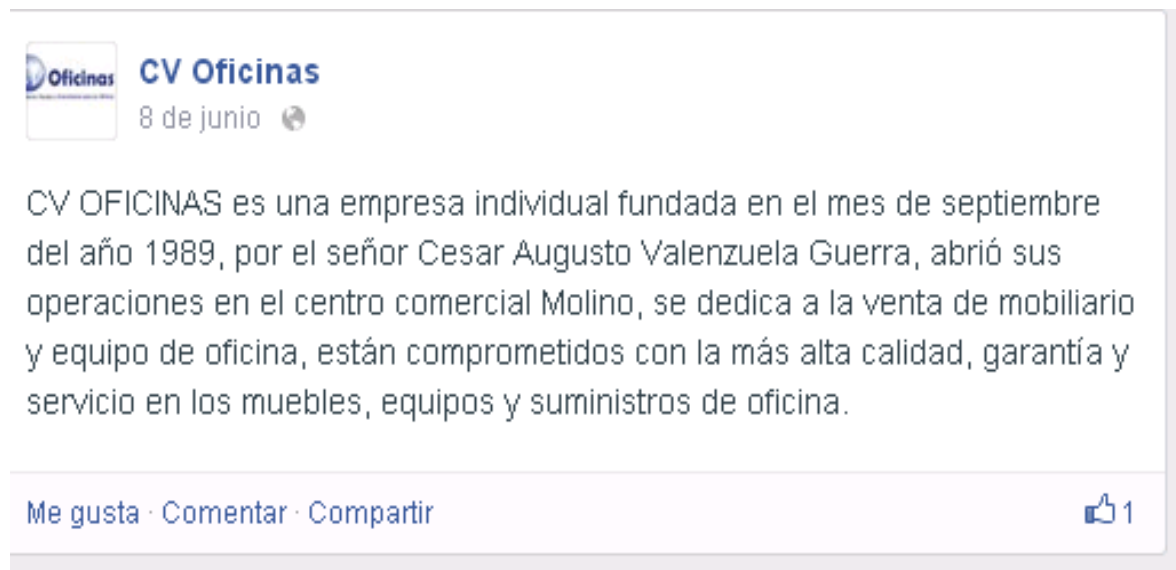 Oficinas
CV Oficinas
8 de junio
CV OFICINAS es una empresa individual fundada en el mes de septiembre
del año 1989, por el señor Cesar Augusto Valenzuela Guerra, abrió sus
operaciones en el centro comercial Molino, se dedica a la venta de mobiliario
y equipo de oficina, están comprometidos con la más alta calidad, garantía y
servicio en los muebles, equipos y suministros de oficina.
Me gusta · Comentar · Compartir 1